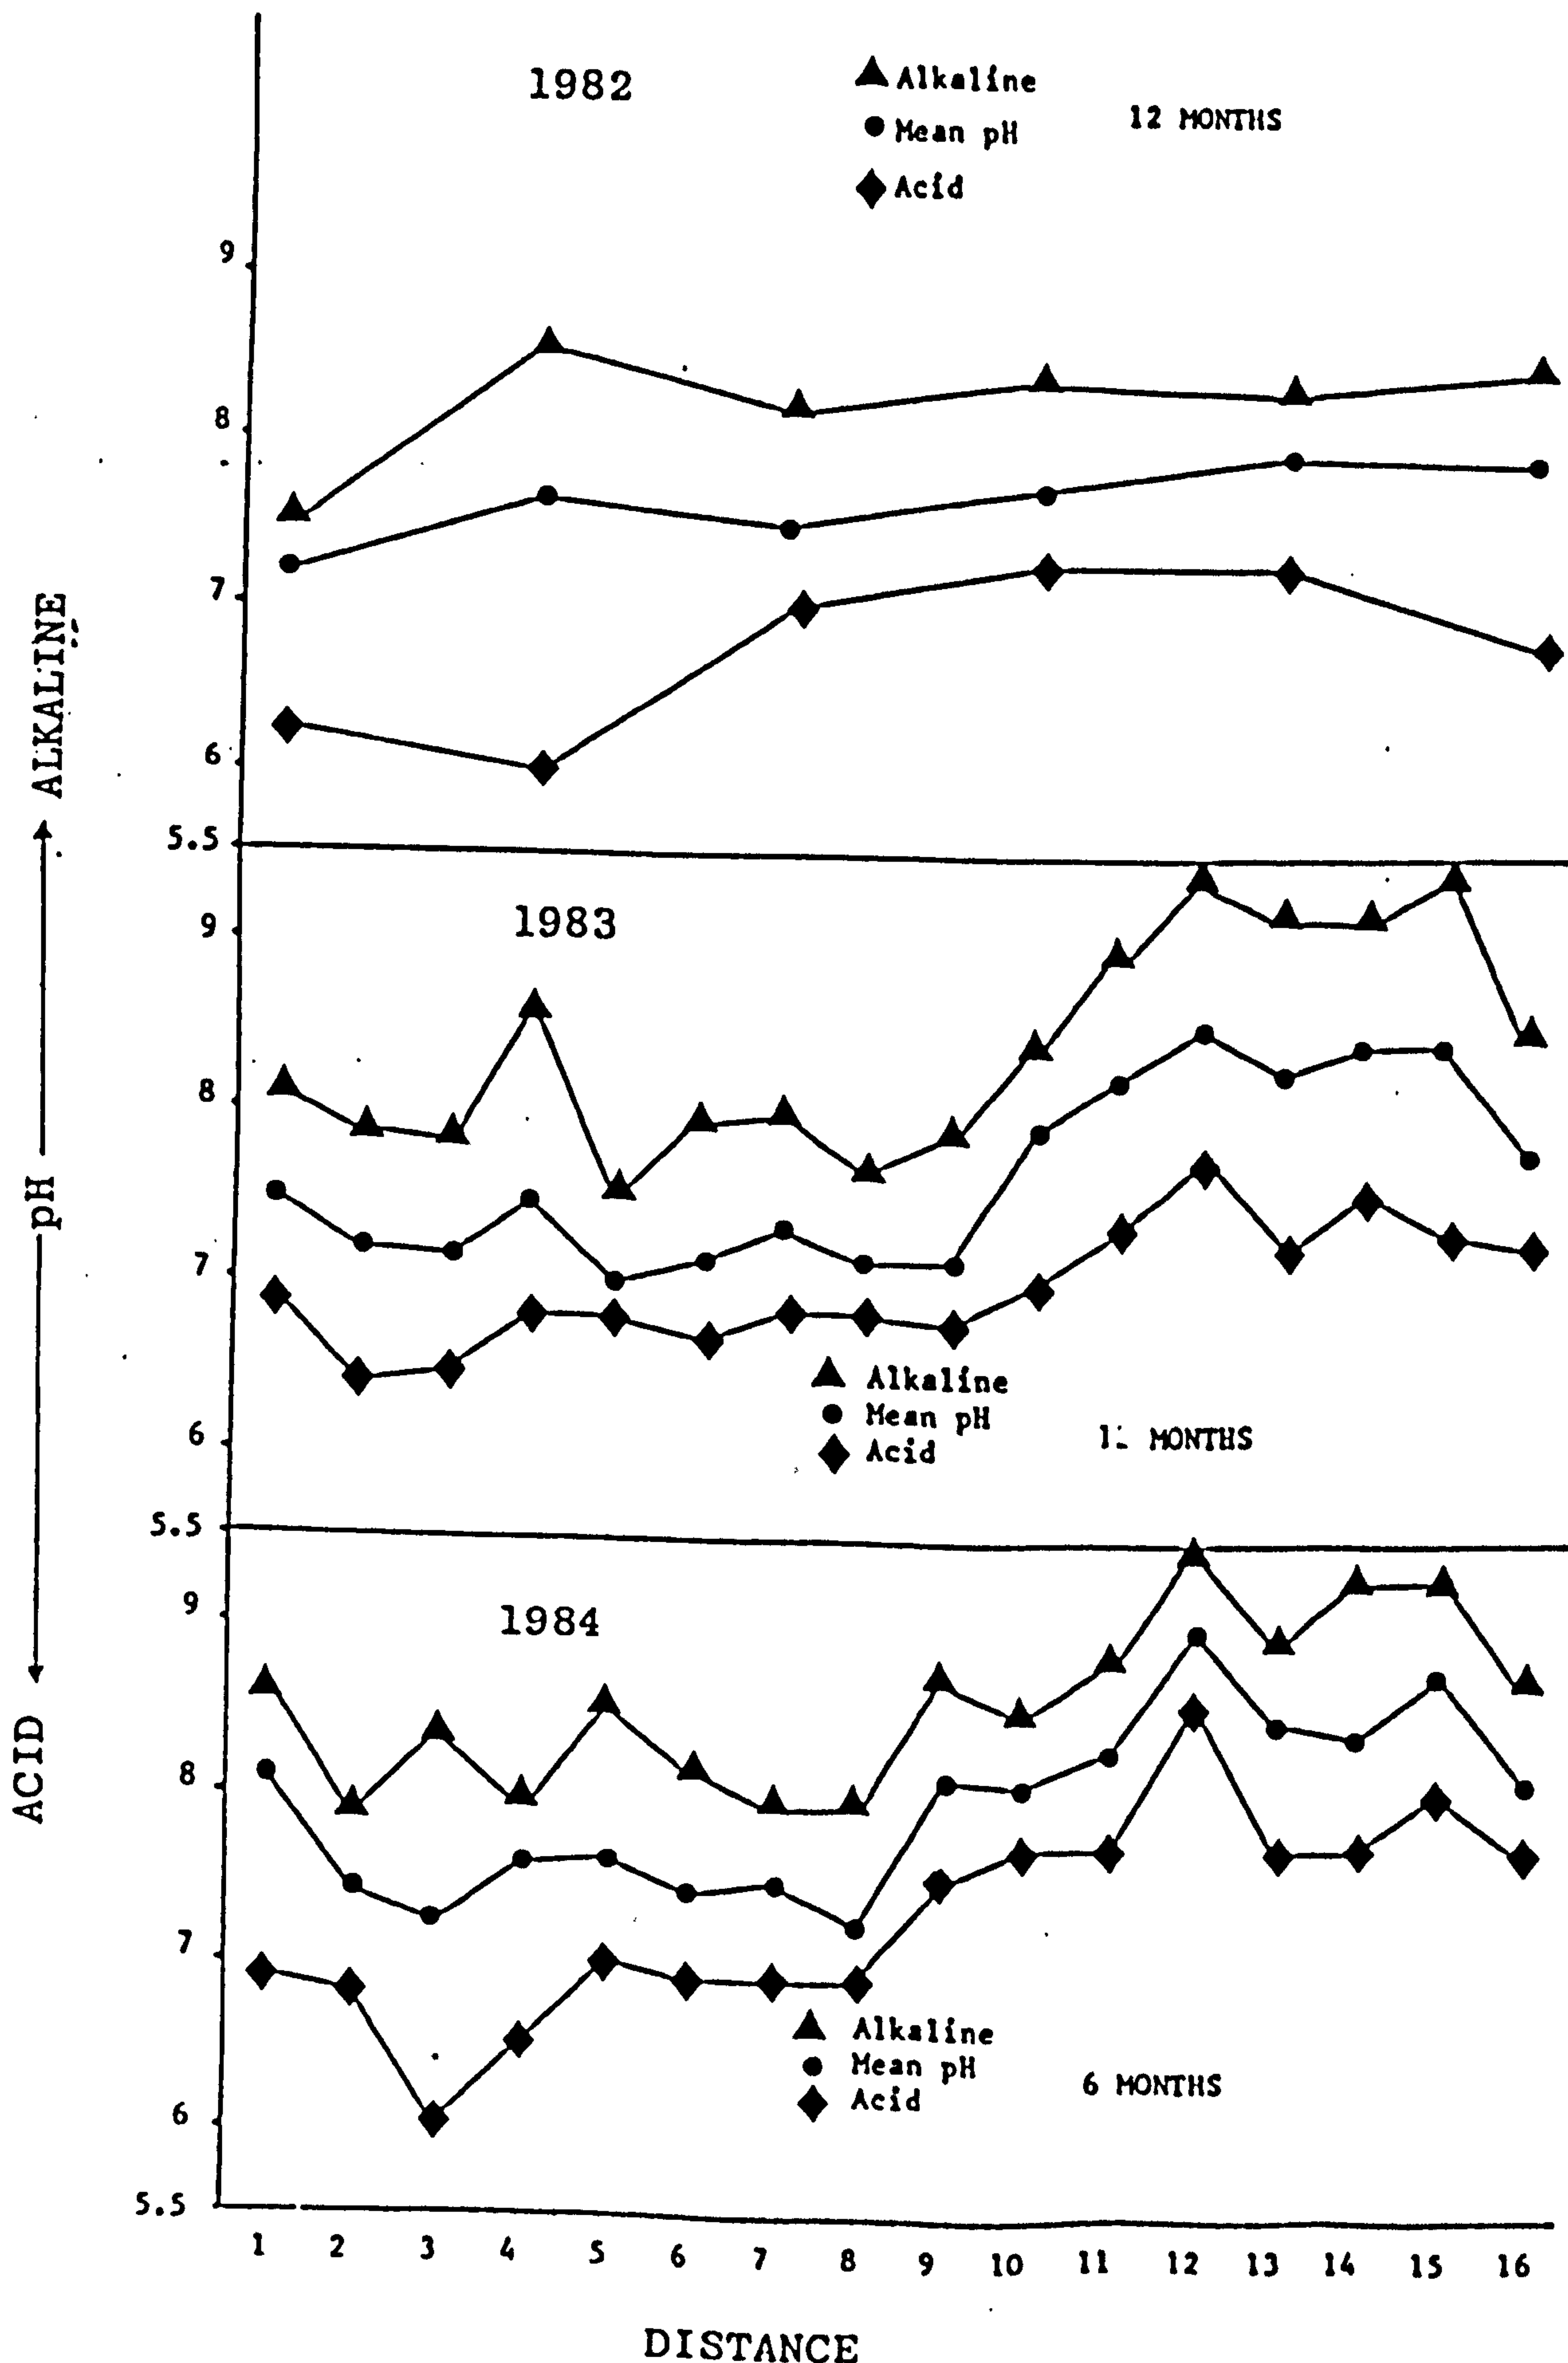 1982
Alkaline
Mean pH
Acid
12 MONTHS
9
8
7
6
5.5
1983
9
8
7
6
5.5
Alkaline
Mean pH
Acid
MONTHS
1984
9
8
7
6
5.5
Alkaline
Mean pH
Acid
6 MONTHS
1 2 3 4 5 6 7 8 9 10 11 12 13 14 15 16
DISTANCE
ACID pH ALKALINE